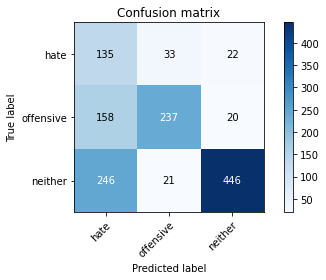 Confusion matrix
hate 135 33 22
offensive 158 237 20
neither 246 21 446
True label
hate offensive neither
Predicted label
400
350
300
250
200
150
100
50